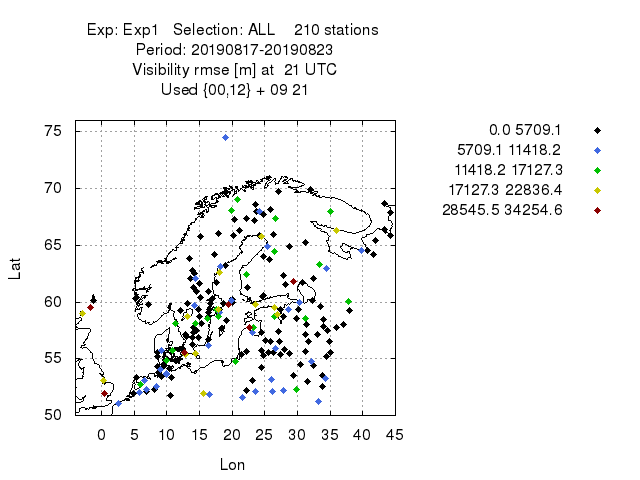 Exp: Exp1 Selection: ALL 210 stations
Period: 20190817-20190823
Visibility rmse [m] at 21 UTC
Used {00,12} + 09 21
0.0 5709.1
5709.1 11418.2
11418.2 17127.3
17127.3 22836.4
28545.5 34254.6
75
70
65
60
55
50
Lat
0 5 10 15 20 25 30 35 40 45
Lon